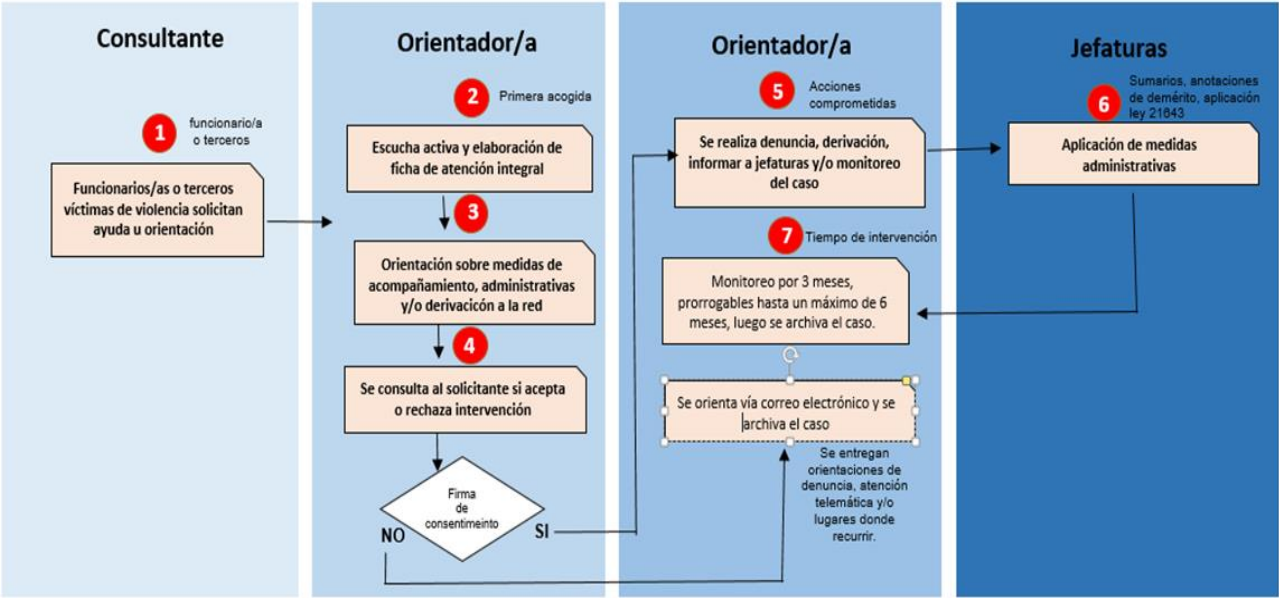 Consultante
1
funcionario/a
o terceros
Funcionarios/as o terceros
víctimas de violencia solicitan
ayuda u orientación
Orientador/a
2
Primera acogida
Escucha activa y elaboración de
ficha de atención integral
3
Orientación sobre medidas de
acompañamiento, administrativas
y/o derivacición a la red
4
Se consulta al solicitante si acepta
o rechaza intervención
Firma
de
consentimeinto
NO
SI
Orientador/a
5
Acciones
comprometidas
Se realiza denuncia, derivación,
informar a jefaturas y/o monitoreo
del caso
7
Tiempo de intervención
Monitoreo por 3 meses,
prorrogables hasta un máximo de 6
meses, luego se archiva el caso.
Se orienta vía correo electrónico y se
archiva el caso
Se entregan
orientaciones de
denuncia, atención
telemática y/o
lugares donde
recurrir.
Jefaturas
6
Sumarios, anotaciones
de demérito, aplicación
ley 21643
Aplicación de medidas
administrativas